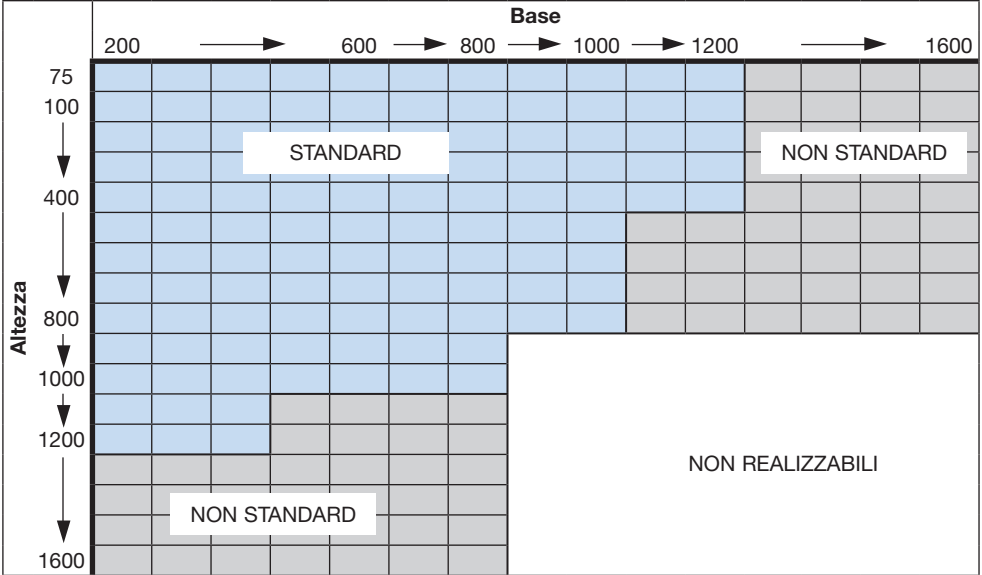 Base
200 600 800 1000 1200 1600
Altezza
75
100
STANDARD NON STANDARD
400
800
1000
1200
NON REALIZZABILI
NON STANDARD
1600